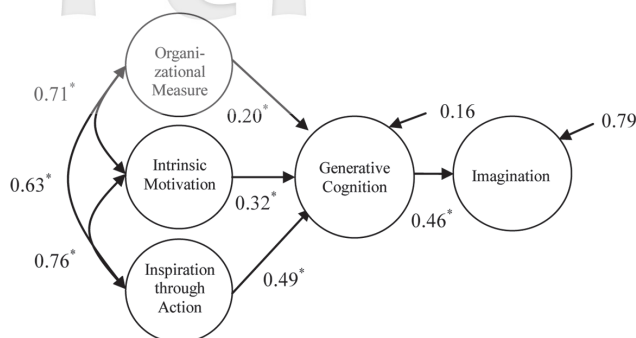 Organi-
zational
Measure
0.71*
0.20*
0.16
0.79
Intrinsic
Motivation
Generative
Cognition
Imagination
0.63*
0.32*
0.46*
0.76*
Inspiration
through
Action
0.49*